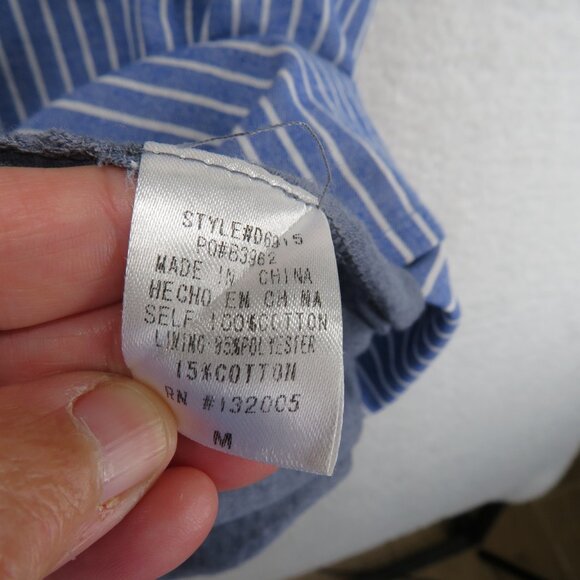 STYLE#D6915
PO#B3962
MADE IN CHINA
HECHO EN CHINA
SELF 100%COTTON
LINING 85%POLYESTER
15%COTTON
RN #132005
M